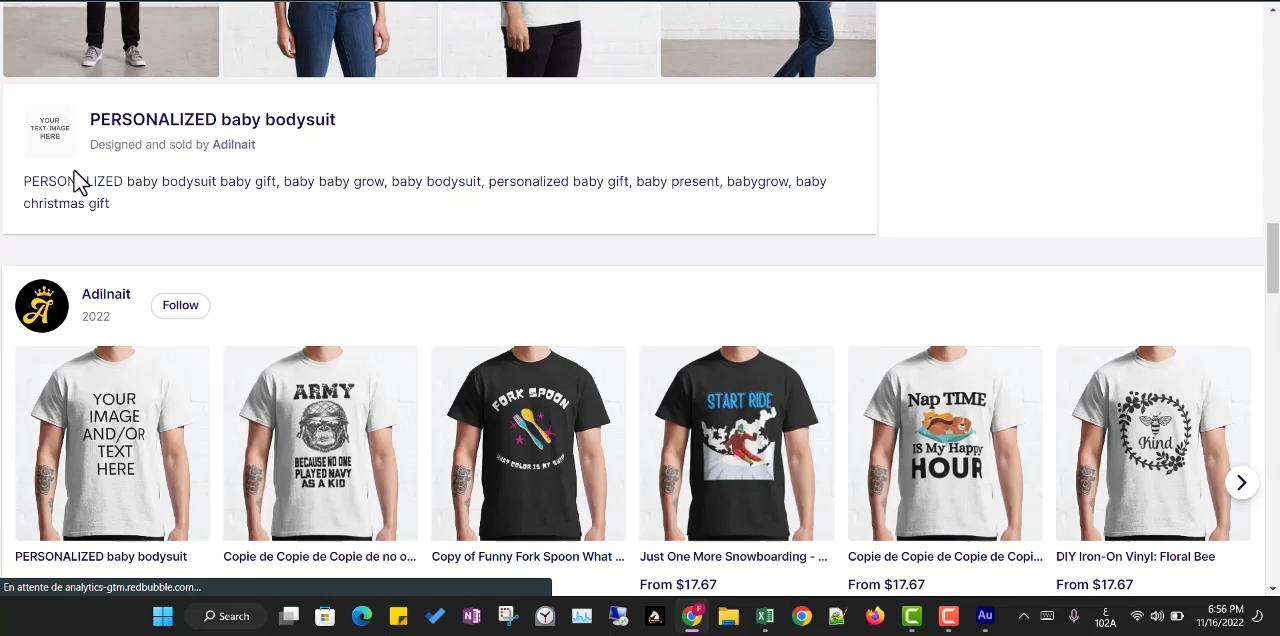 YOUR
TEXT/IMAGE
HERE
PERSONALIZED baby bodysuit
Designed and sold by Adilnait
PERSONALIZED baby bodysuit baby gift, baby baby grow, baby bodysuit, personalized baby gift, baby present, babygrow, baby
christmas gift
A
Adilnait
2022
Follow
YOUR
IMAGE
AND/OR
TEXT
HERE
ARMY
BECAUSE NO ONE
PLAYED NAVY
AS A KID
FORK SPOON
START RIDE
Nap TIME
IS My Happy
HOUR
Kind
PERSONALIZED baby bodysuit
Copie de Copie de Copie de no o...
Copy of Funny Fork Spoon What ...
Just One More Snowboarding - ...
Copie de Copie de Copie de Copi...
DIY Iron-On Vinyl: Floral Bee
From $17.67
From $17.67
From $17.67
En attente de analytics-gtm.redbubble.com...
Search
F
N
X
Au
ع
102A
6:56 PM
11/16/2022